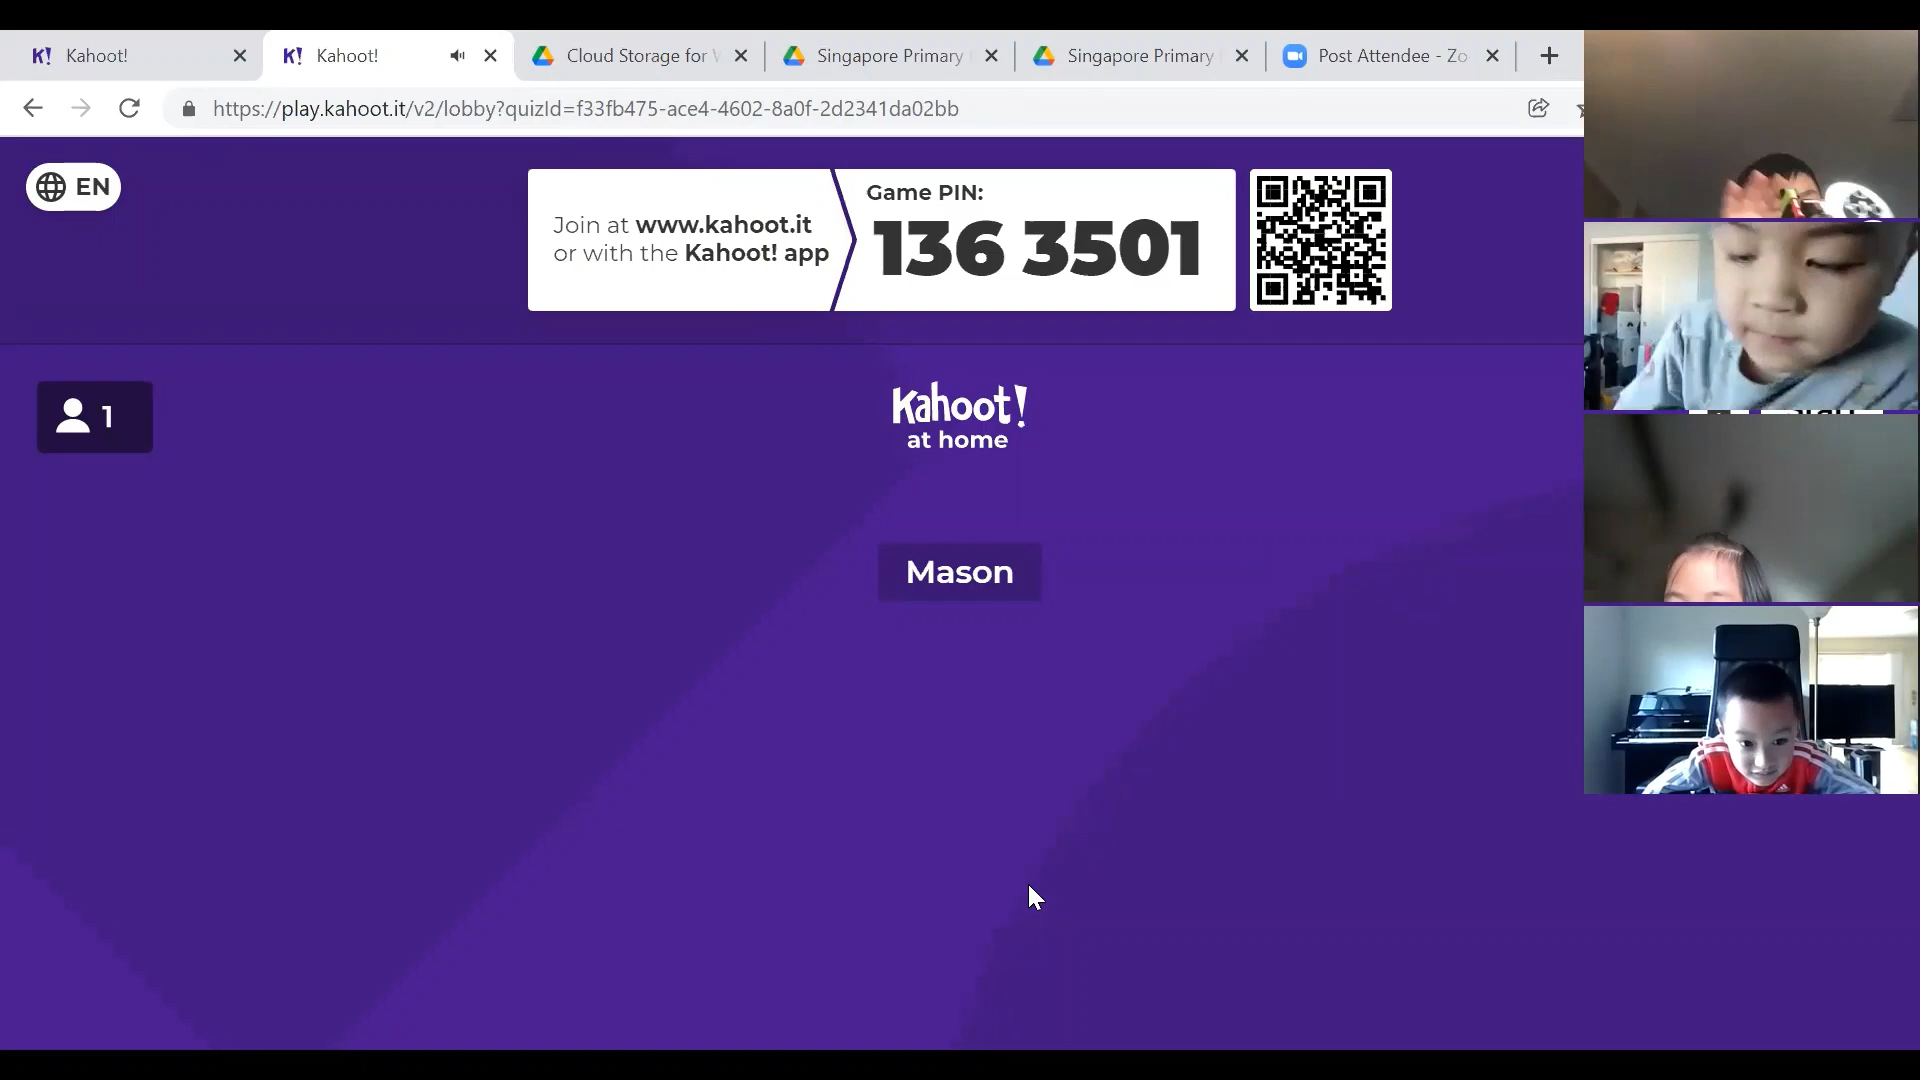 Kahoot!
Kahoot!
Cloud Storage for
Singapore Primary
Singapore Primary
Post Attendee - Zo
https://play.kahoot.it/v2/lobby?quizId=f33fb475-ace4-4602-8a0f-2d2341da02bb
EN
Join at www.kahoot.it
or with the Kahoot! app
Game PIN:
136 3501
1
Kahoot!
at home
Mason